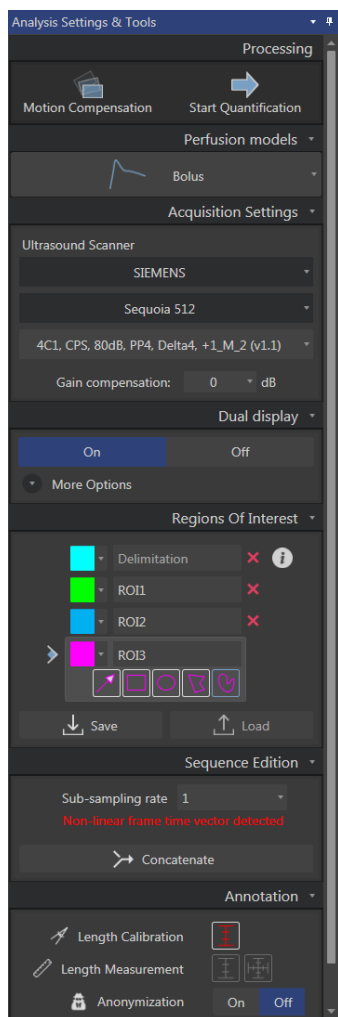 Analysis Settings & Tools
Processing
Motion Compensation
Start Quantification
Perfusion models
Bolus
Acquisition Settings
Ultrasound Scanner
SIEMENS
Sequoia 512
4C1, CPS, 80dB, PP4, Delta4, +1_M_2 (v1.1)
Gain compensation: 0 dB
Dual display
On Off
More Options
Regions Of Interest
Delimitation
ROI1
ROI2
ROI3
Save Load
Sequence Edition
Sub-sampling rate 1
Non-linear frame time vector detected
Concatenate
Annotation
Length Calibration
Length Measurement
Anonymization On Off